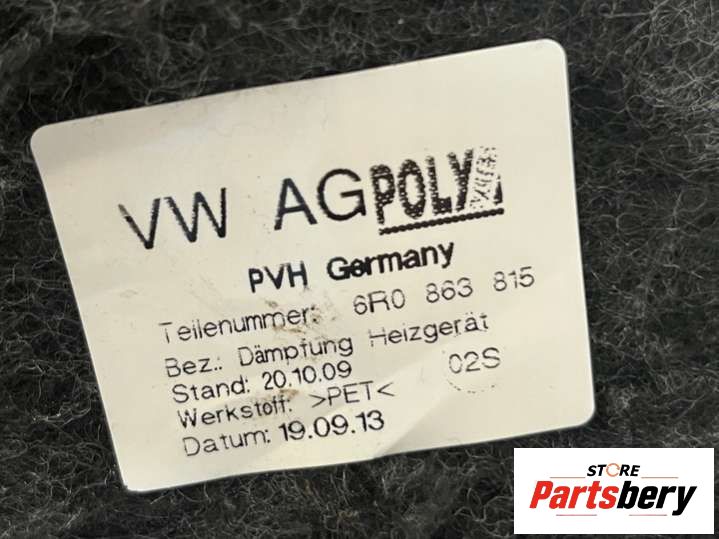 VW AG POLY
PVH Germany
Teilenummer: 6R0 863 815
Bez.: Dämpfung Heizgerät
Stand: 20.10.09
02S
Werkstoff: >PET<
Datum: 19.09.13
STORE
Partsbery